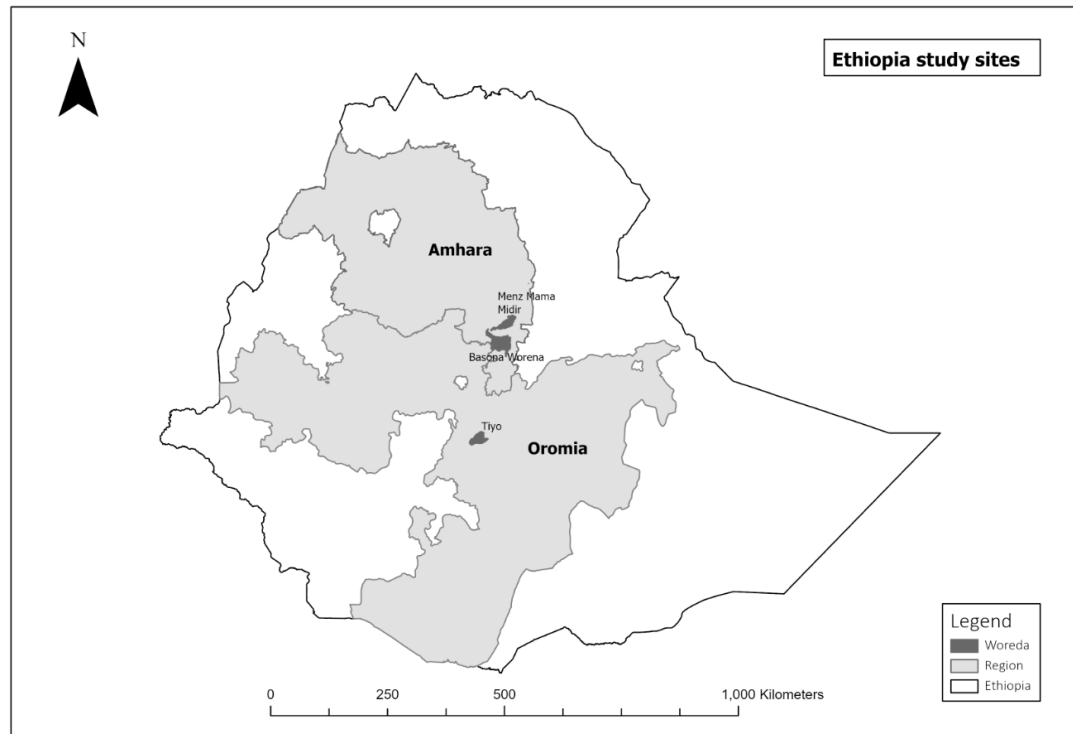 N
Ethiopia study sites
Amhara
Menz Mama
Midir
Basona Worena
Tiyo
Oromia
Legend
Woreda
Region
Ethiopia
0 250 500 1,000 Kilometers